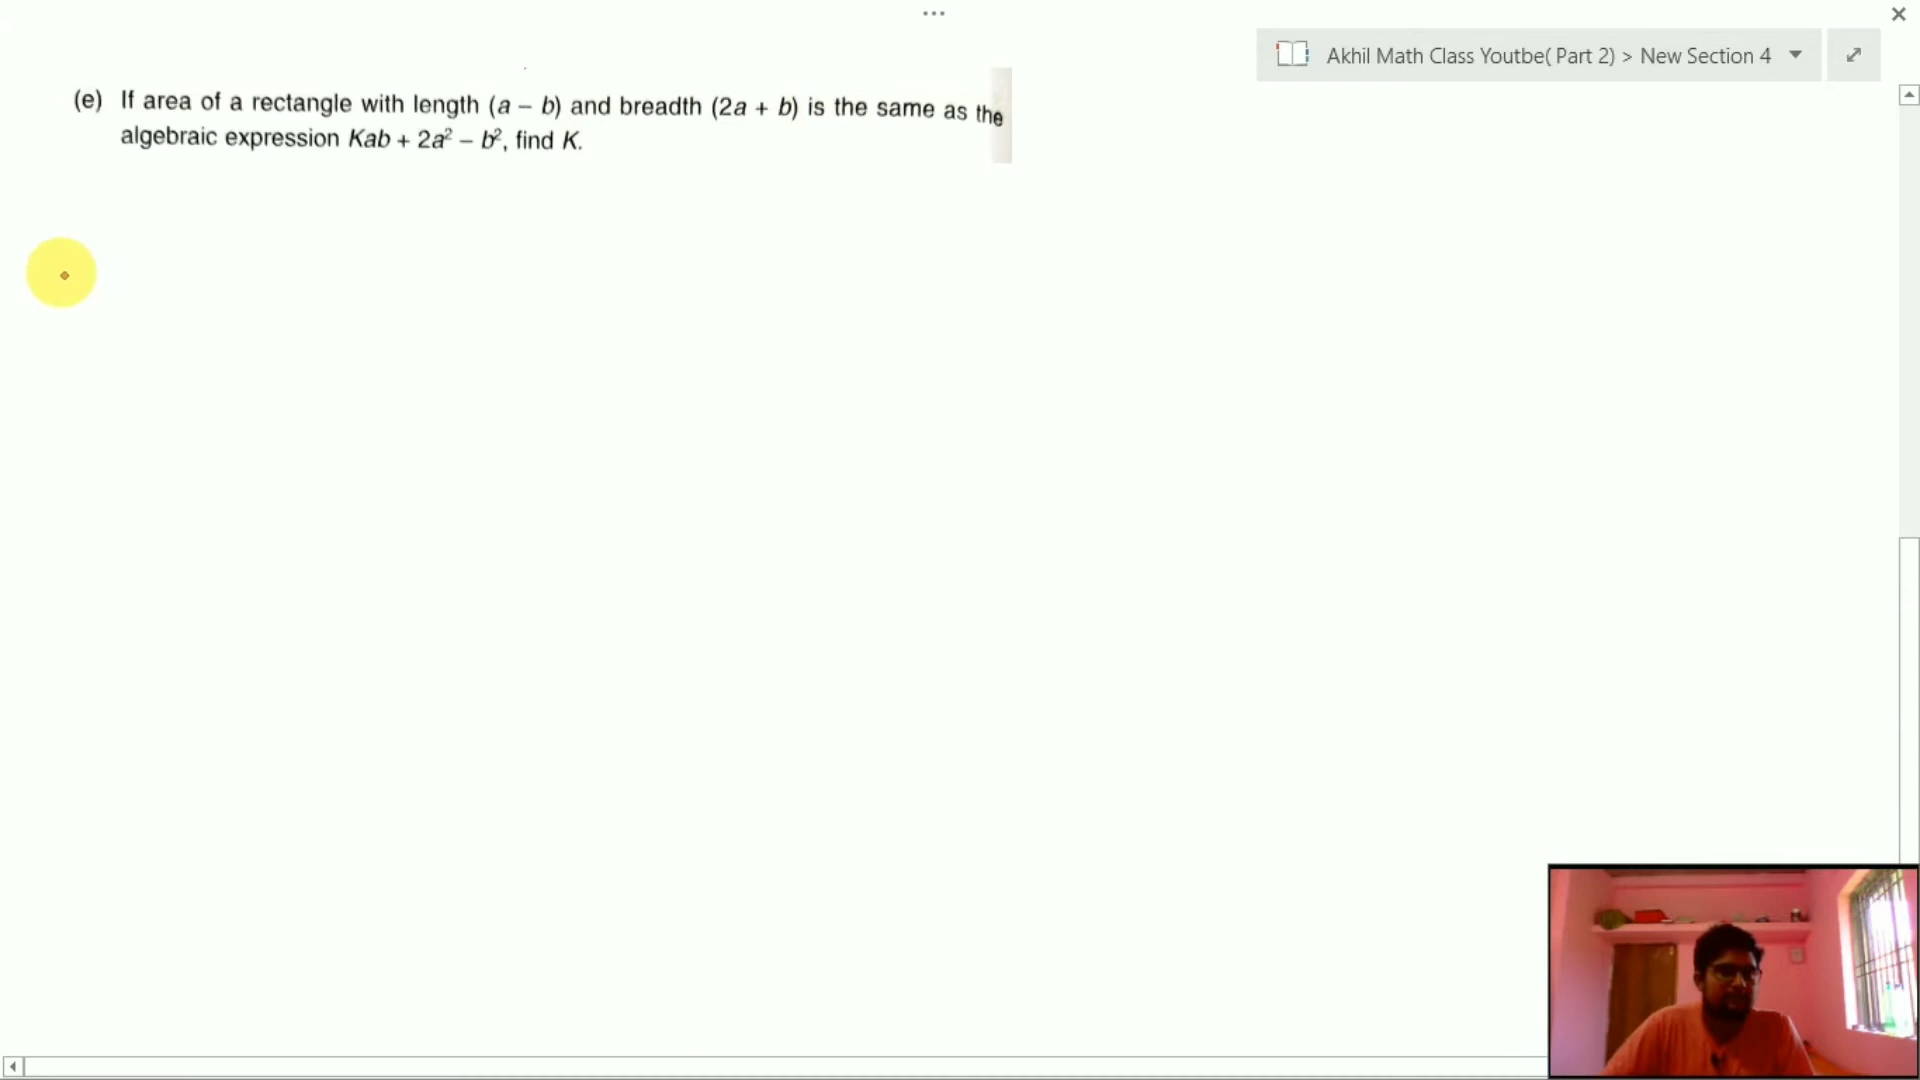 Akhil Math Class Youtbe( Part 2) > New Section 4
(e) If area of a rectangle with length (a – b) and breadth (2a + b) is the same as the
algebraic expression Kab + 2a² – b², find K.